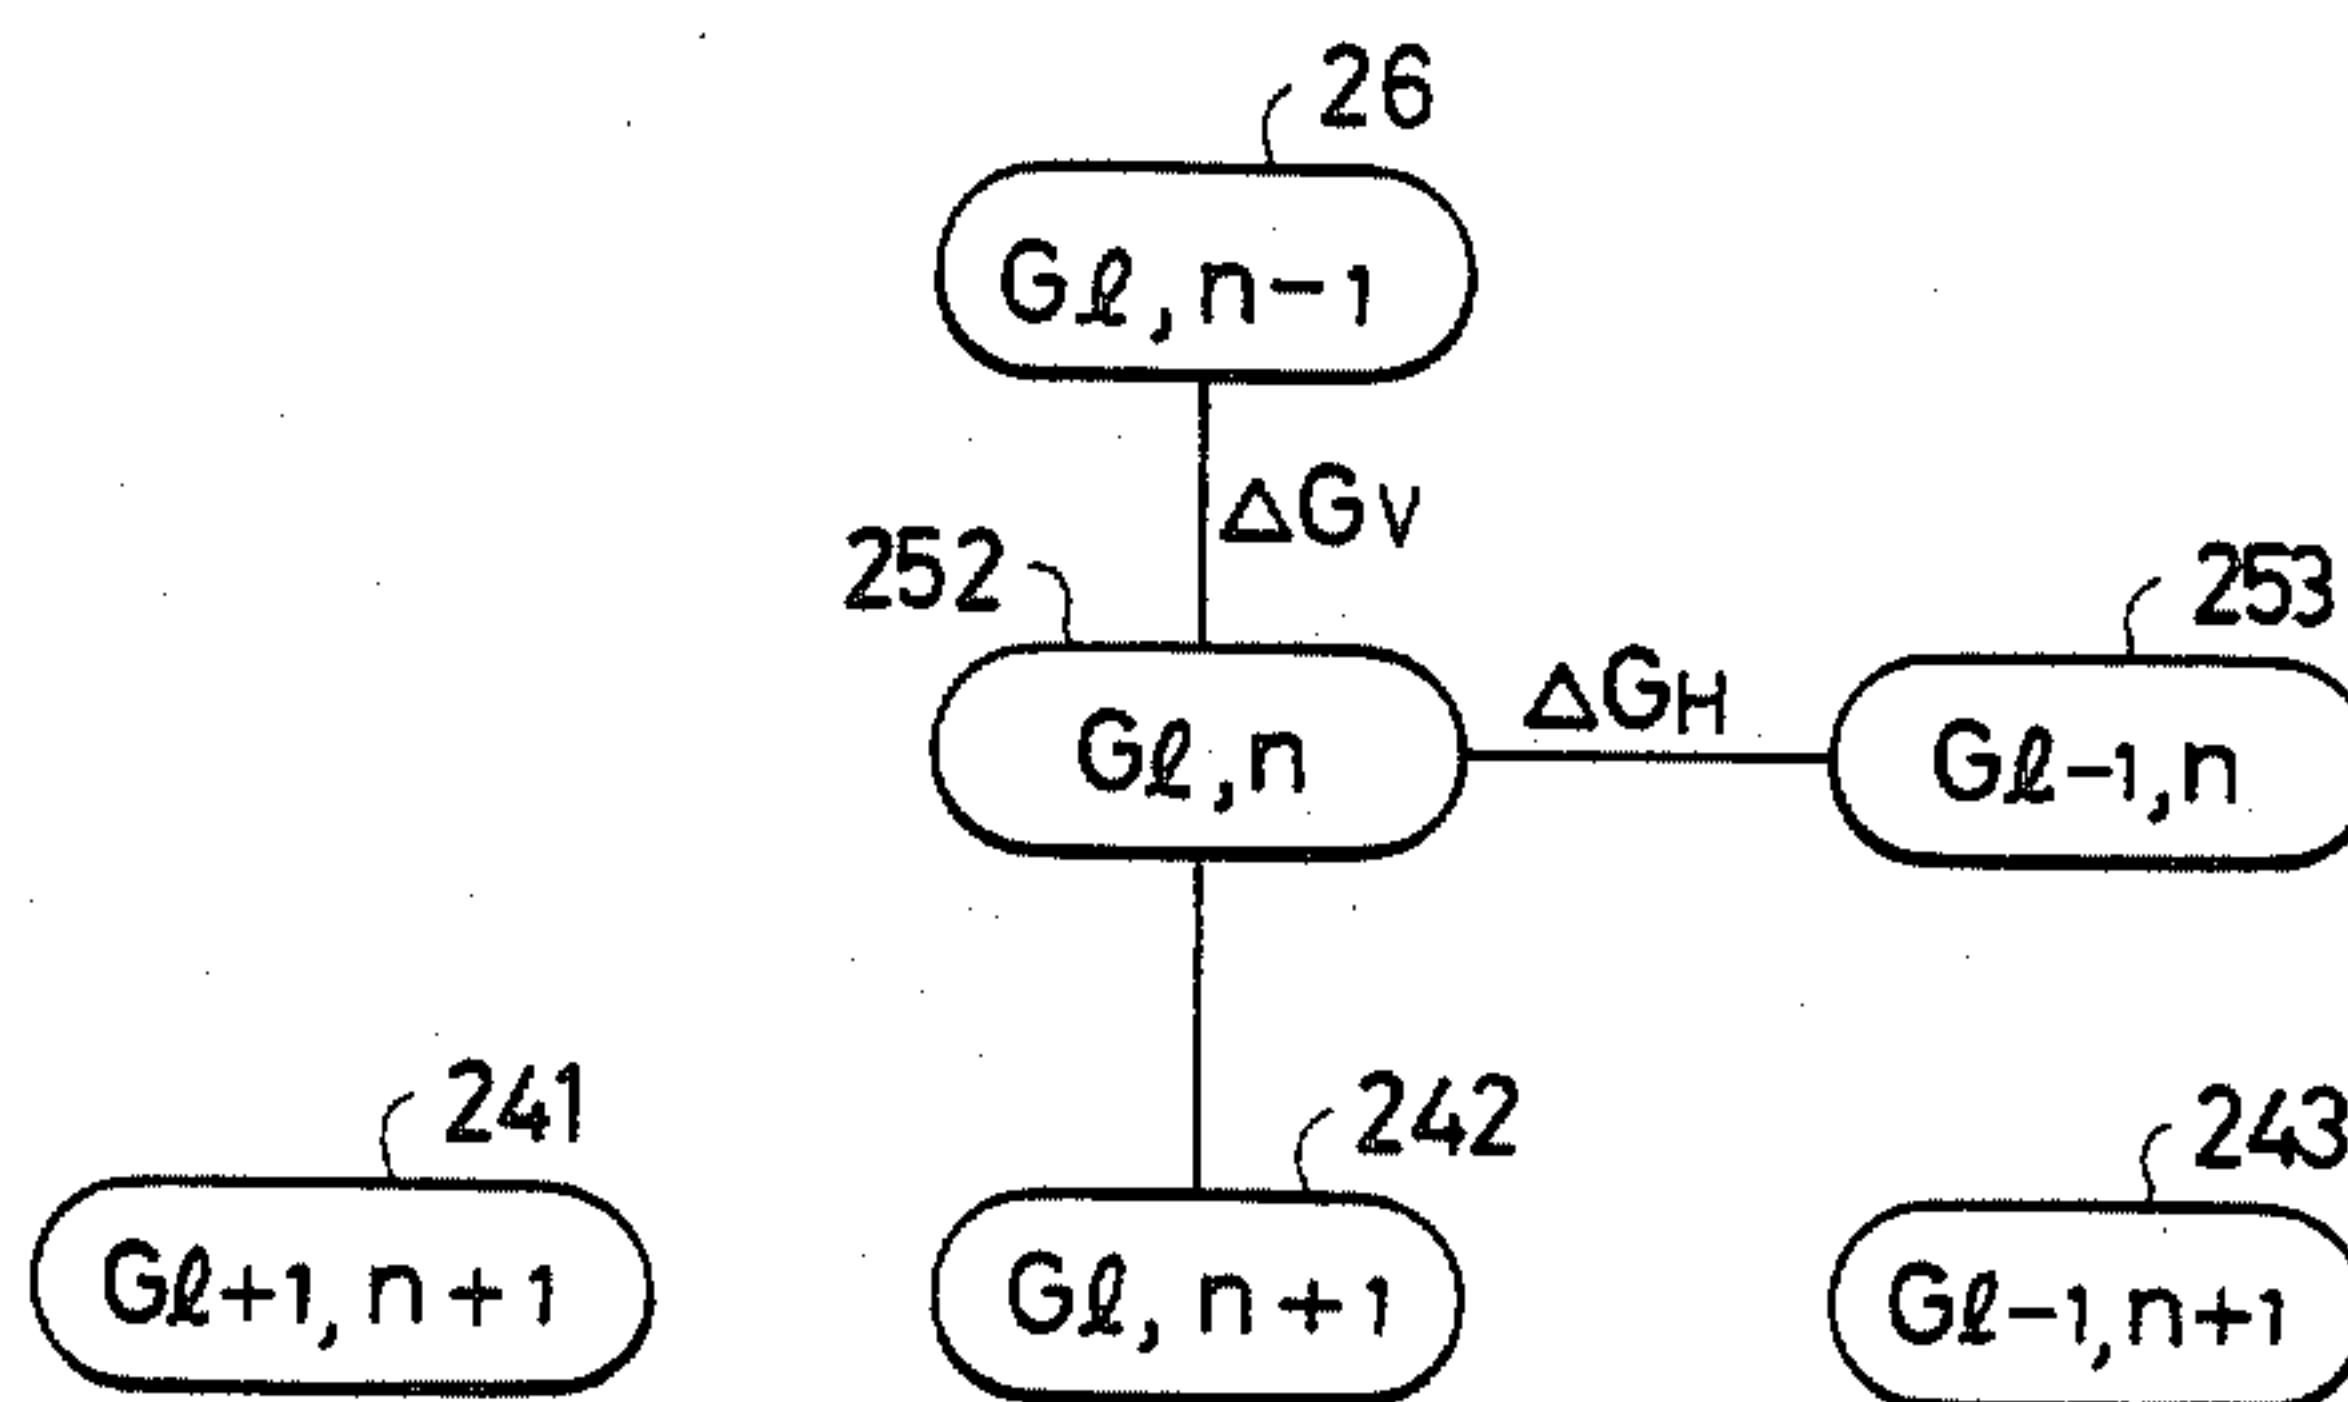 26
Gℓ,n-1
ΔGV
252
253
ΔGH
Gℓ,n
Gℓ-1,n
241
242
243
Gℓ+1,n+1
Gℓ,n+1
Gℓ-1,n+1